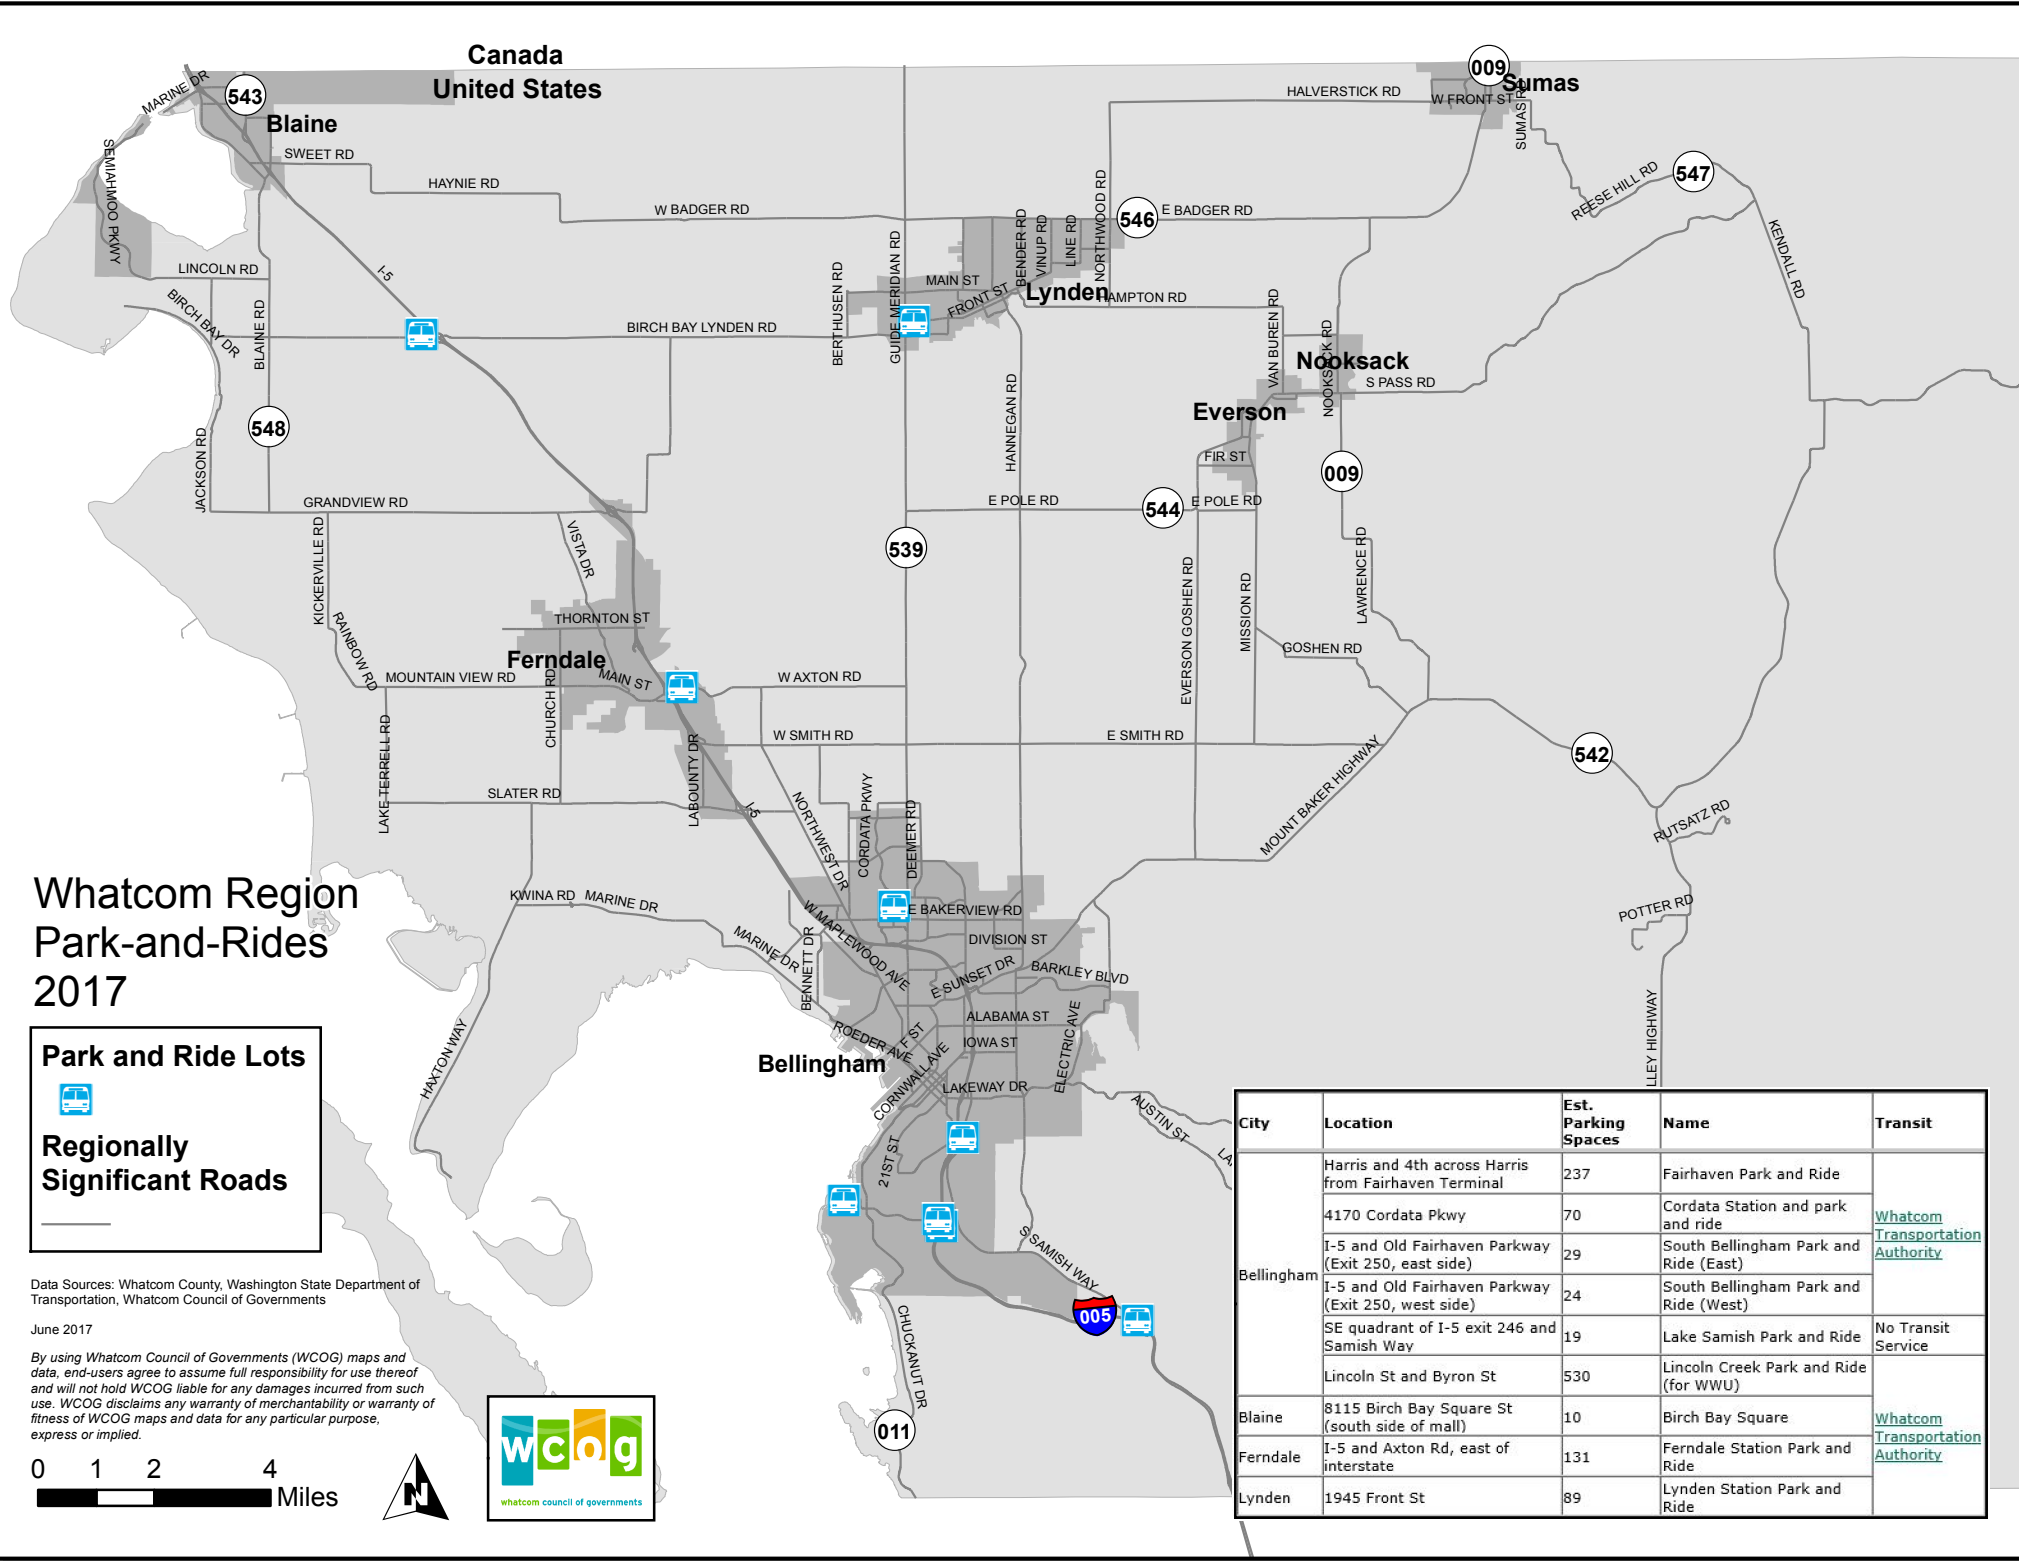 Canada
United States
009
Sumas
HALVERSTICK RD
W FRONT ST
SUMAS RD
MARINE DR
543
Blaine
SWEET RD
SEMIAHMOO PKWY
HAYNIE RD
W BADGER RD
546
E BADGER RD
REESE HILL RD
547
KENDALL RD
LINCOLN RD
I-5
BIRCH BAY DR
BLAINE RD
BIRCH BAY LYNDEN RD
BERTHUSEN RD
GUIDE MERIDIAN RD
MAIN ST
FRONT ST
BENDER RD
VINUP RD
LINE RD
NORTHWOOD RD
Lynden
HAMPTON RD
VAN BUREN RD
NOOKSACK RD
Nooksack
S PASS RD
Everson
FIR ST
HANNEGAN RD
548
JACKSON RD
GRANDVIEW RD
009
E POLE RD
544
E POLE RD
539
KICKERVILLE RD
VISTA DR
RAINBOW RD
THORNTON ST
Ferndale
MAIN ST
MOUNTAIN VIEW RD
CHURCH RD
W AXTON RD
EVERSON GOSHEN RD
MISSION RD
LAWRENCE RD
GOSHEN RD
LAKE TERRELL RD
LABOUNTY DR
W SMITH RD
E SMITH RD
542
MOUNT BAKER HIGHWAY
SLATER RD
I-5
NORTHWEST DR
CORDATA PKWY
DEEMER RD
RUTSATZ RD
POTTER RD
KWINA RD
MARINE DR
MARINE DR
BENNETT DR
W MAPLEWOOD AVE
E BAKERVIEW RD
DIVISION ST
E SUNSET DR
BARKLEY BLVD
ALABAMA ST
IOWA ST
ELECTRIC AVE
ROEDER AVE
F ST
CORNWALL AVE
Bellingham
LAKEWAY DR
HAXTON WAY
AUSTIN ST
LA
LLEY HIGHWAY
21ST ST
S SAMISH WAY
005
CHUCKANUT DR
011
Whatcom Region
Park-and-Rides
2017
Park and Ride Lots
Regionally
Significant Roads
Data Sources: Whatcom County, Washington State Department of
Transportation, Whatcom Council of Governments
June 2017
By using Whatcom Council of Governments (WCOG) maps and
data, end-users agree to assume full responsibility for use thereof
and will not hold WCOG liable for any damages incurred from such
use. WCOG disclaims any warranty of merchantability or warranty of
fitness of WCOG maps and data for any particular purpose,
express or implied.
0 1 2 4
Miles
N
wcog
whatcom council of governments
City Location Est. Parking Spaces Name Transit
Bellingham
Harris and 4th across Harris from Fairhaven Terminal 237 Fairhaven Park and Ride
4170 Cordata Pkwy 70 Cordata Station and park and ride
Whatcom Transportation Authority
I-5 and Old Fairhaven Parkway (Exit 250, east side) 29 South Bellingham Park and Ride (East)
I-5 and Old Fairhaven Parkway (Exit 250, west side) 24 South Bellingham Park and Ride (West)
SE quadrant of I-5 exit 246 and Samish Way 19 Lake Samish Park and Ride No Transit Service
Lincoln St and Byron St 530 Lincoln Creek Park and Ride (for WWU)
Blaine 8115 Birch Bay Square St (south side of mall) 10 Birch Bay Square
Whatcom Transportation Authority
Ferndale I-5 and Axton Rd, east of interstate 131 Ferndale Station Park and Ride
Lynden 1945 Front St 89 Lynden Station Park and Ride